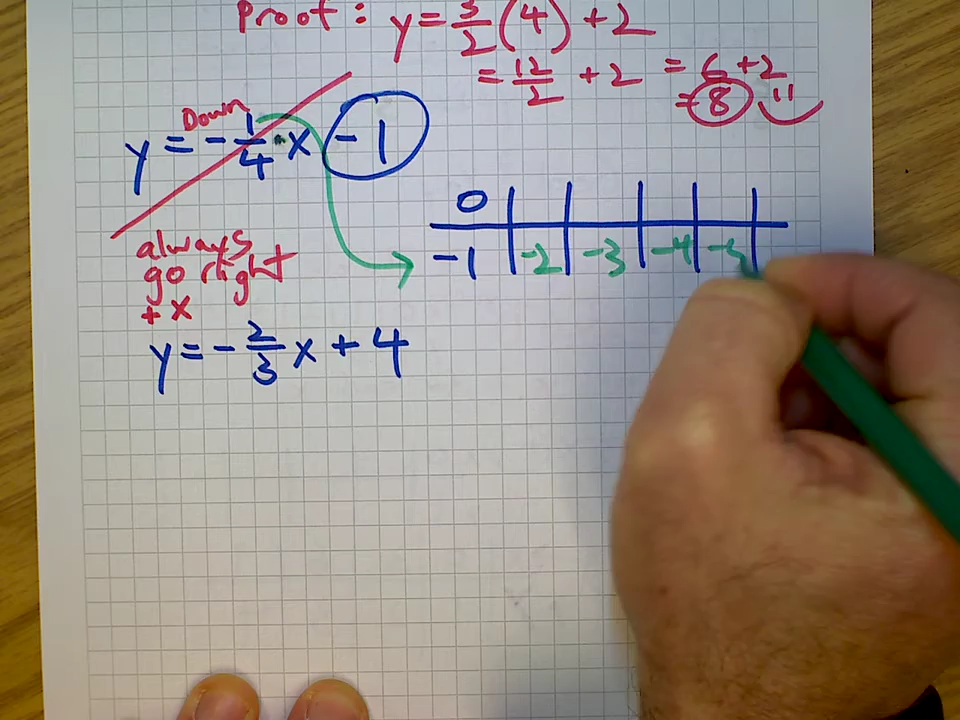 Proof: y = 3/2 (4) + 2
= 12/2 + 2 = 6 + 2
= 8
Down
y = - 1/4 · x - 1
0
-1 -2 -3 -4 -5
always
go right
+ x
y = - 2/3 x + 4